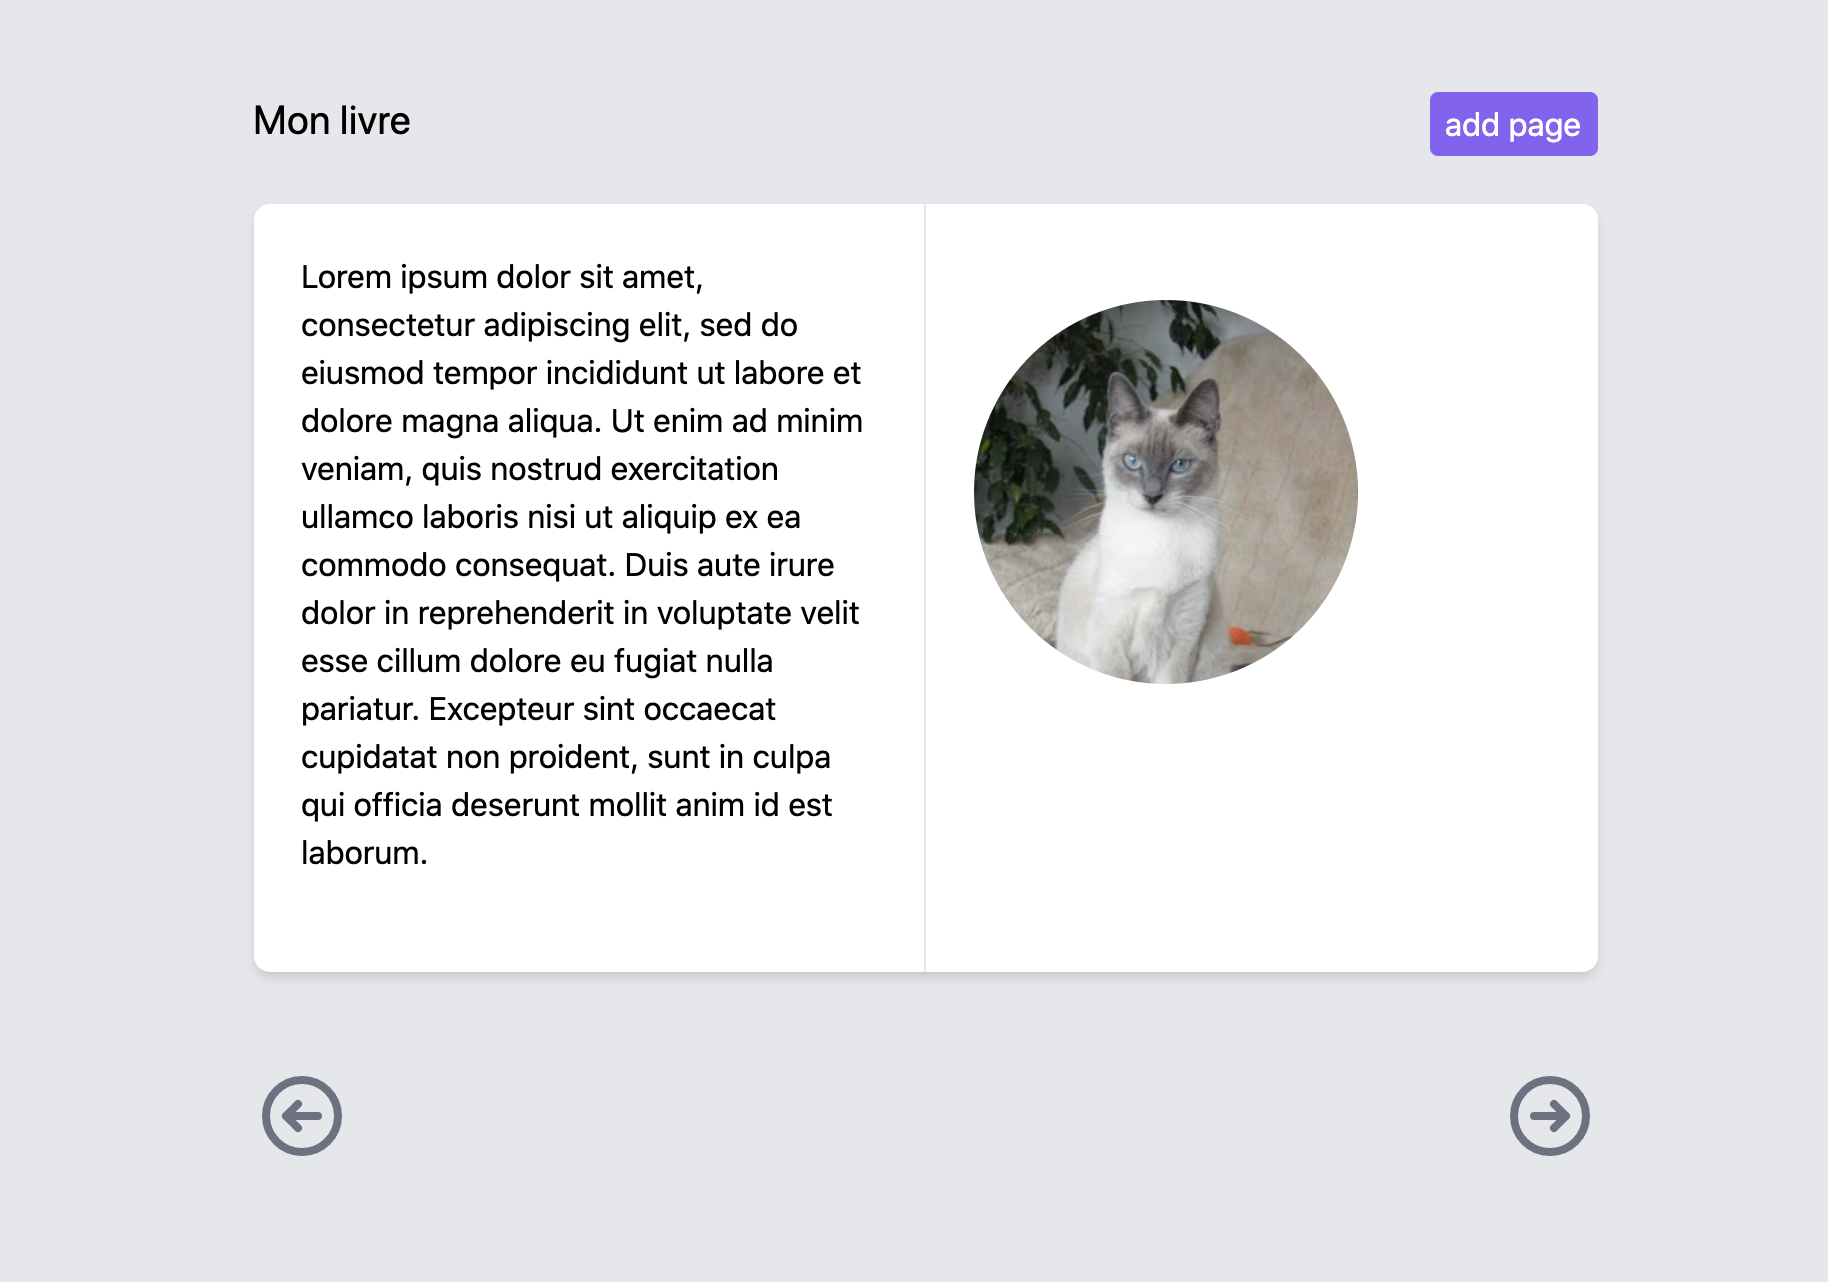 Mon livre
add page
Lorem ipsum dolor sit amet,
consectetur adipiscing elit, sed do
eiusmod tempor incididunt ut labore et
dolore magna aliqua. Ut enim ad minim
veniam, quis nostrud exercitation
ullamco laboris nisi ut aliquip ex ea
commodo consequat. Duis aute irure
dolor in reprehenderit in voluptate velit
esse cillum dolore eu fugiat nulla
pariatur. Excepteur sint occaecat
cupidatat non proident, sunt in culpa
qui officia deserunt mollit anim id est
laborum.